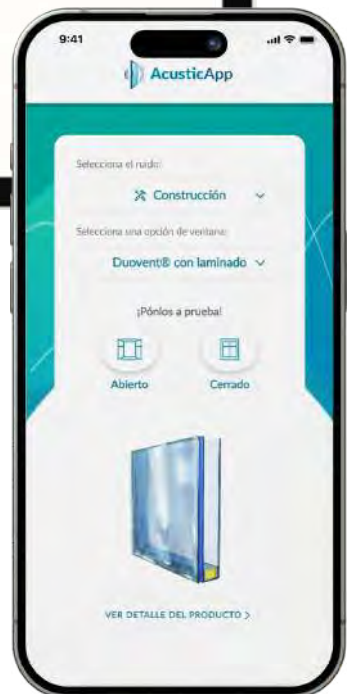 9:41
AcusticApp
Selecciona el ruido:
Construcción
Selecciona una opción de ventana:
Duovent® con laminado
¡Pónlos a prueba!
Abierto
Cerrado
VER DETALLE DEL PRODUCTO >